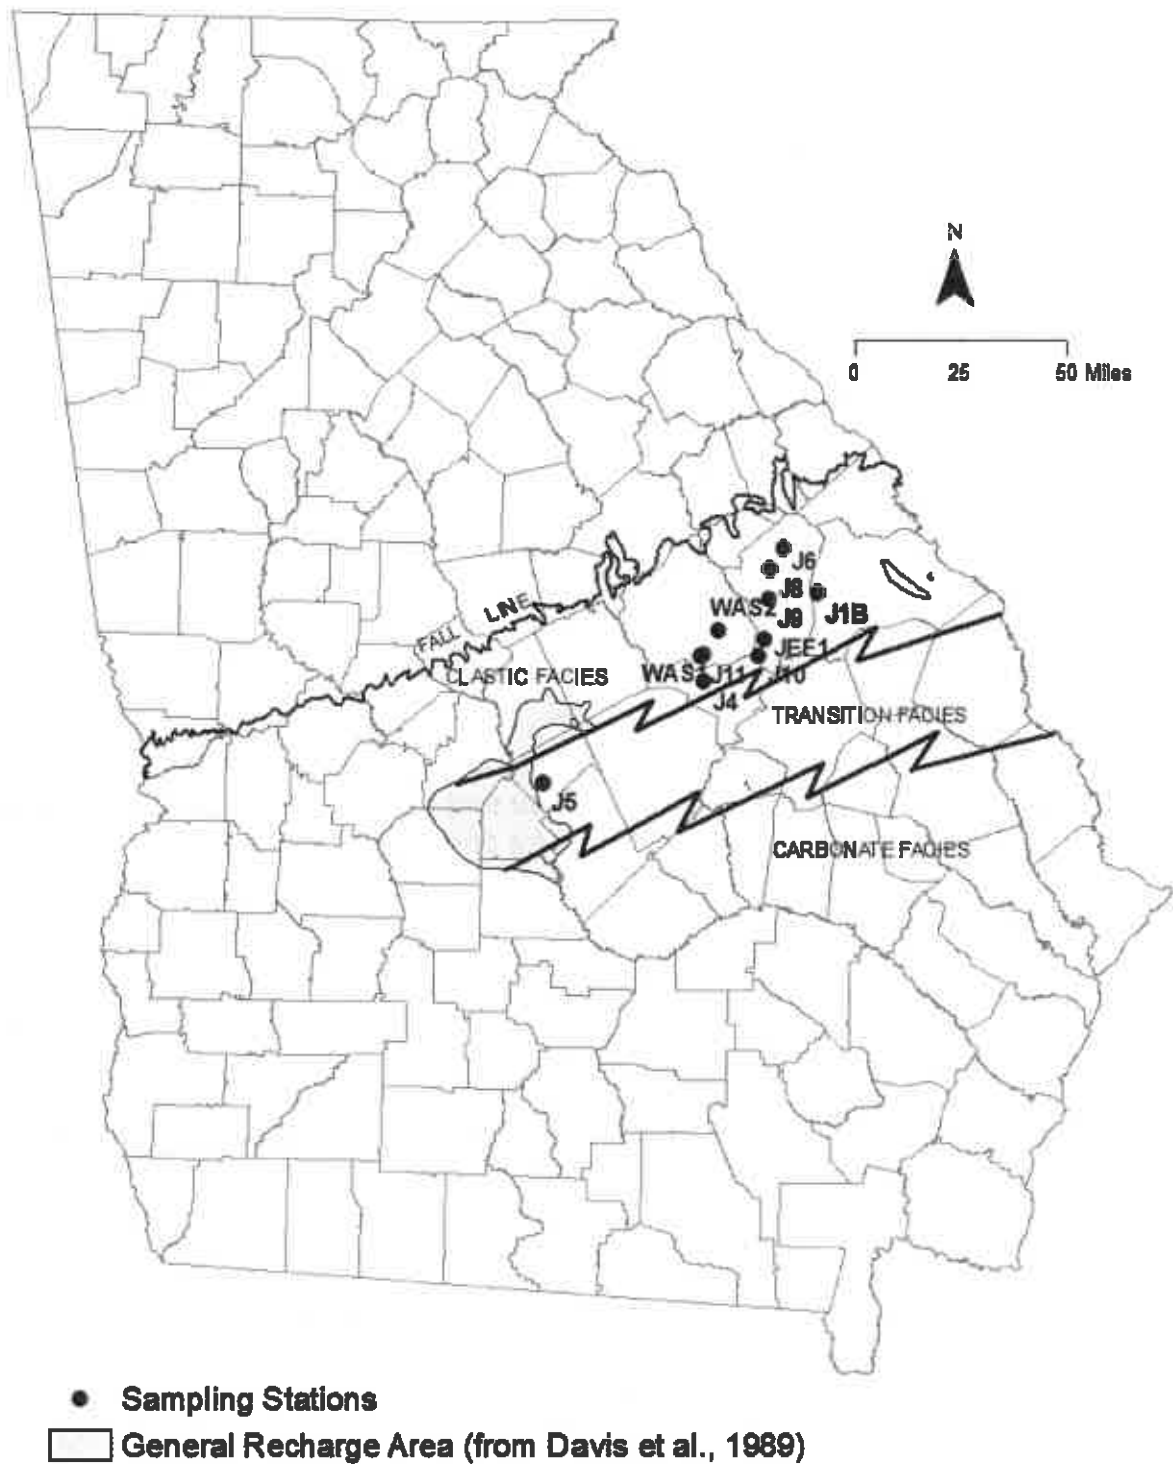 N
0 25 50 Miles
J6
J8
WAS2
J9
J1B
FALL LINE
JEE1
CLASTIC FACIES
WAS1
J11
J10
J4
TRANSITION FACIES
J5
CARBONATE FACIES
Sampling Stations
General Recharge Area (from Davis et al., 1989)